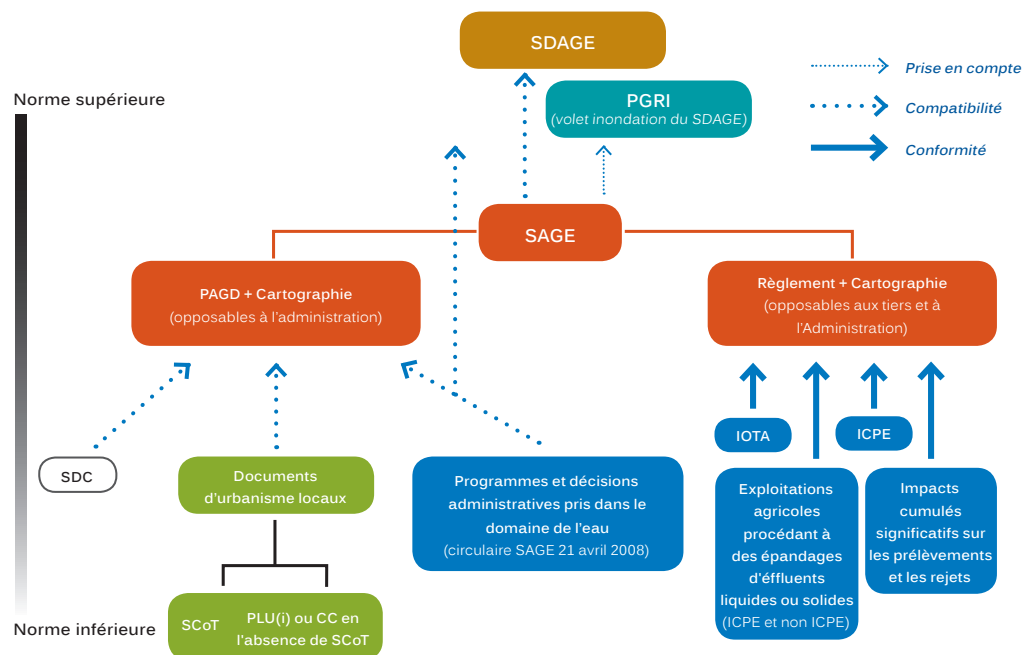 SDAGE
Prise en compte
Norme supérieure
PGRI
(volet inondation du SDAGE)
Compatibilité
Conformité
SAGE
PAGD + Cartographie
(opposables à l'administration)
Règlement + Cartographie
(opposables aux tiers et à
l'Administration)
IOTA
ICPE
SDC
Documents
d'urbanisme locaux
Programmes et décisions
administratives pris dans le
domaine de l'eau
(circulaire SAGE 21 avril 2008)
Exploitations
agricoles
procédant à
des épandages
d'éffluents
liquides ou solides
(ICPE et non ICPE)
Impacts
cumulés
significatifs sur
les prélèvements
et les rejets
Norme inférieure
SCoT
PLU(i) ou CC en
l'absence de SCoT